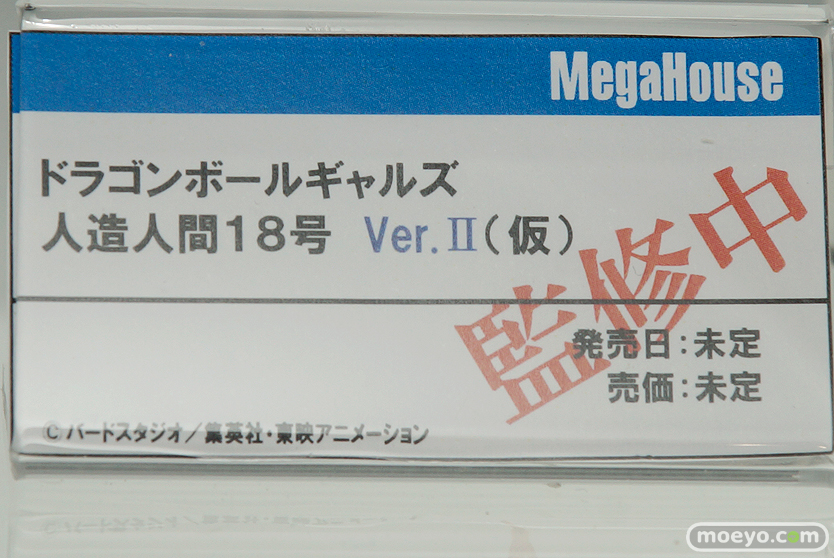 MegaHouse
ドラゴンボールギャルズ
人造人間18号 Ver.Ⅱ(仮)
監修中
発売日:未定
売価:未定
©バードスタジオ/集英社・東映アニメーション
moeyo.com